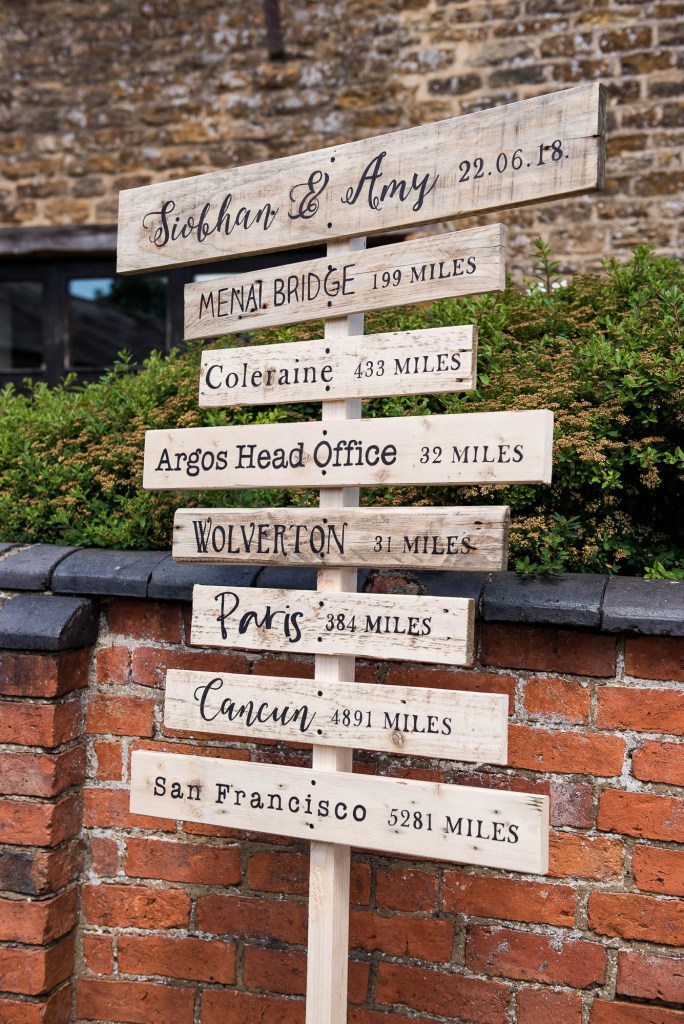 Siobhan & Amy 22.06.18.
MENAI BRIDGE 199 MILES
Coleraine 433 MILES
Argos Head Office 32 MILES
WOLVERTON 31 MILES
Paris 384 MILES
Cancun 4891 MILES
San Francisco 5281 MILES